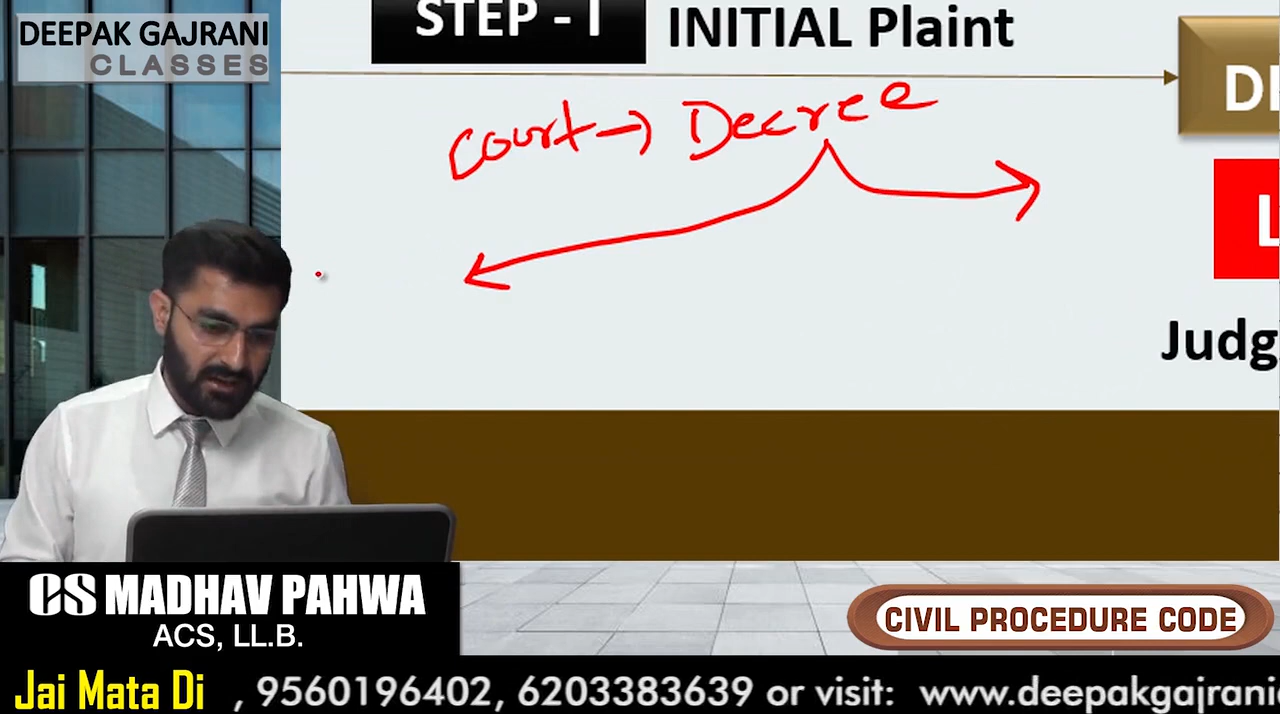 DEEPAK GAJRANI
CLASSES
STEP - I
INITIAL Plaint
court → Decree
Judg
CS MADHAV PAHWA
ACS, LL.B.
CIVIL PROCEDURE CODE
Jai Mata Di , 9560196402, 6203383639 or visit: www.deepakgajrani